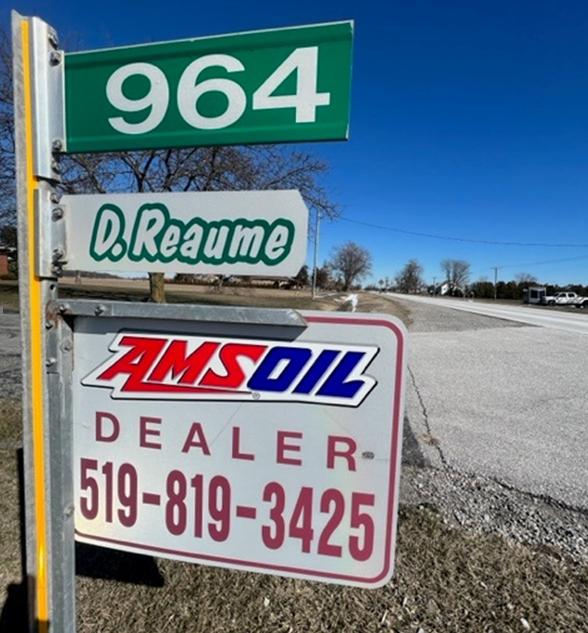 964
D. Reaume
AMSOIL
DEALER
519-819-3425